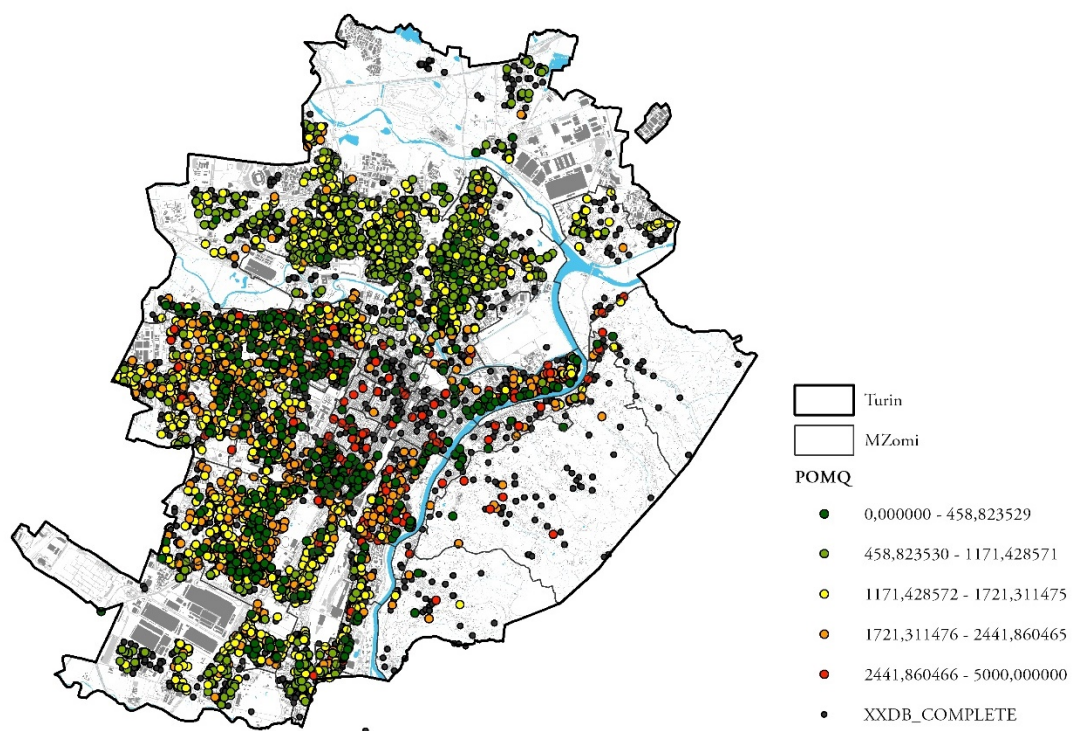 Turin
MZomi
POMQ
0,000000 - 458,823529
458,823530 - 1171,428571
1171,428572 - 1721,311475
1721,311476 - 2441,860465
2441,860466 - 5000,000000
XXDB_COMPLETE